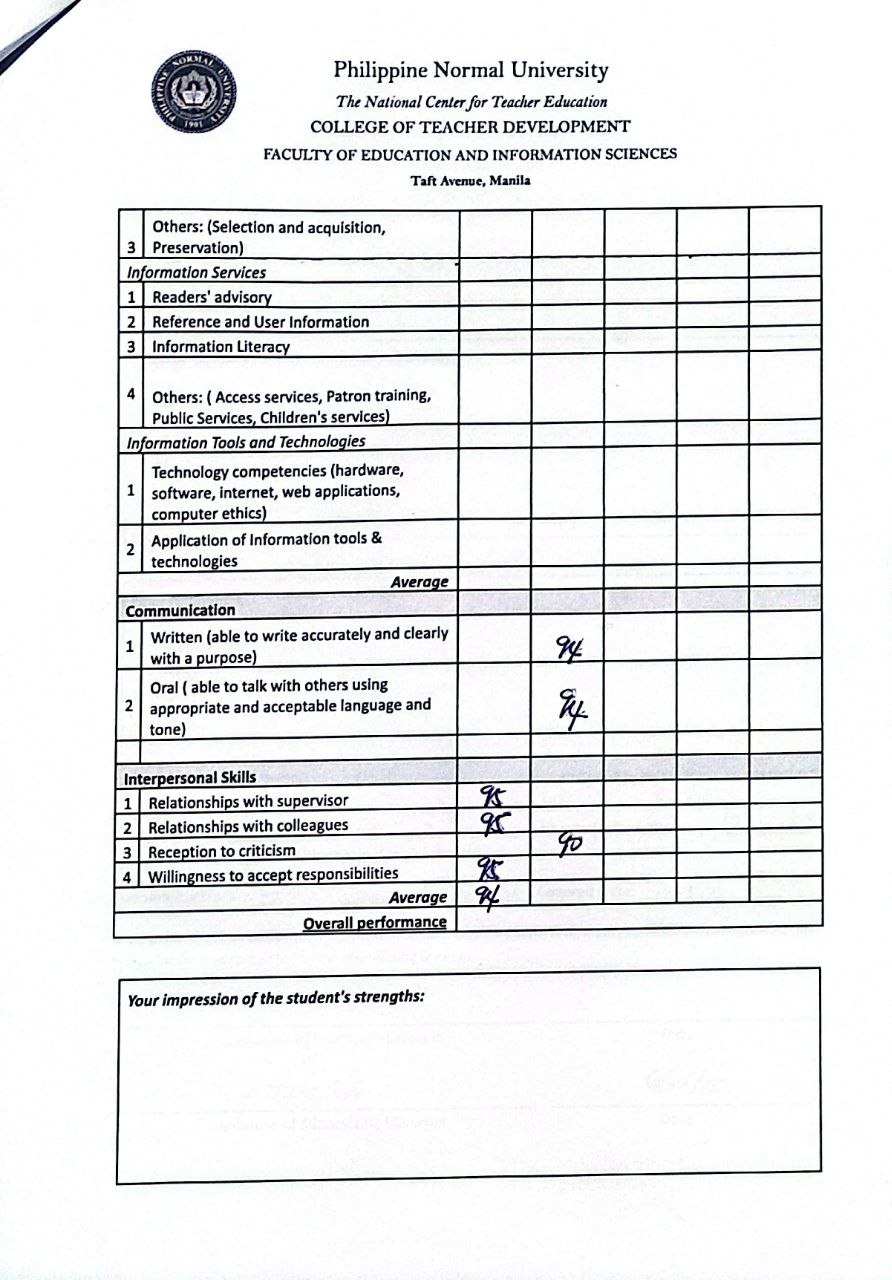 PHILIPPINE NORMAL UNIVERSITY
1901
Philippine Normal University
The National Center for Teacher Education
COLLEGE OF TEACHER DEVELOPMENT
FACULTY OF EDUCATION AND INFORMATION SCIENCES
Taft Avenue, Manila
Others: (Selection and acquisition,
3 Preservation)
Information Services
1 Readers' advisory
2 Reference and User Information
3 Information Literacy
4 Others: ( Access services, Patron training,
Public Services, Children's services)
Information Tools and Technologies
Technology competencies (hardware,
1 software, internet, web applications,
computer ethics)
2 Application of Information tools &
technologies
Average
Communication
1 Written (able to write accurately and clearly 94
with a purpose)
Oral ( able to talk with others using
2 appropriate and acceptable language and 94
tone)
Interpersonal Skills
1 Relationships with supervisor 95
2 Relationships with colleagues 95
3 Reception to criticism 90
4 Willingness to accept responsibilities 95
Average 94
Overall performance
Your impression of the student's strengths: